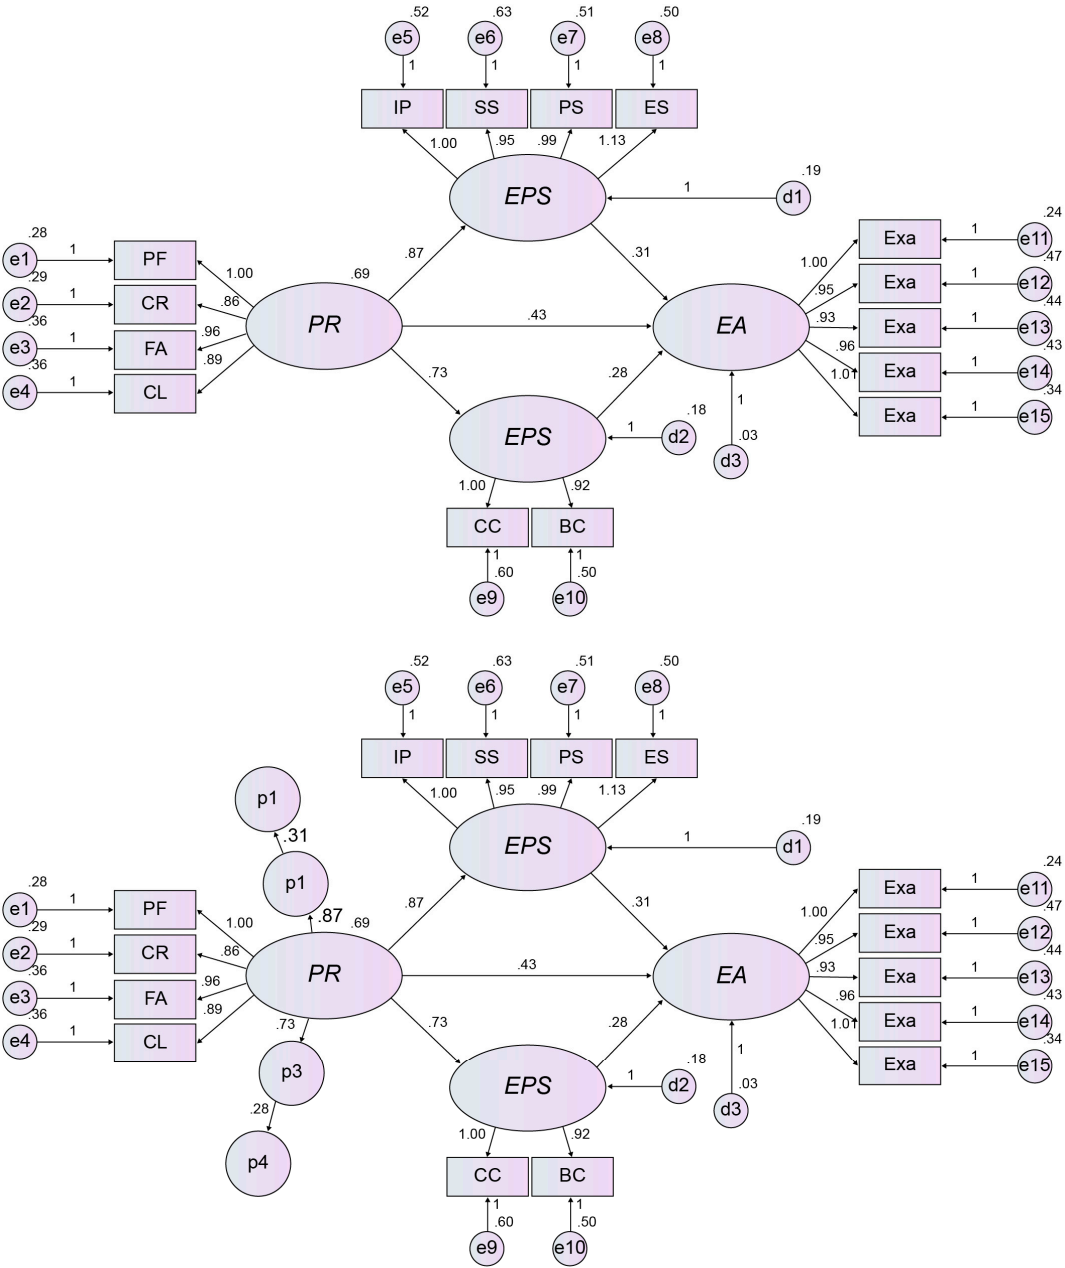 .52 .63 .51 .50
e5 e6 e7 e8
1 1 1 1
IP SS PS ES
1.00 .95 .99 1.13
EPS 1 d1 .19
.87 .31
.28 .29 .36 .36
e1 1 PF
e2 1 CR
e3 1 FA
e4 1 CL
1.00 .86 .96 .89
PR .69
.43
EA
1.00 .95 .93 .96 1.01
Exa 1 e11 .24
Exa 1 e12 .47
Exa 1 e13 .44
Exa 1 e14 .43
Exa 1 e15 .34
.73 .28
EPS 1 d2 .18
1 .03
d3
1.00 .92
CC BC
1 1
.60 .50
e9 e10
.52 .63 .51 .50
e5 e6 e7 e8
1 1 1 1
IP SS PS ES
1.00 .95 .99 1.13
p1
.31
p1
.87
EPS 1 d1 .19
.87 .31
.28 .29 .36 .36
e1 1 PF
e2 1 CR
e3 1 FA
e4 1 CL
1.00 .86 .96 .89
PR .69
.43
EA
1.00 .95 .93 .96 1.01
Exa 1 e11 .24
Exa 1 e12 .47
Exa 1 e13 .44
Exa 1 e14 .43
Exa 1 e15 .34
.73
p3
.28
p4
.73 .28
EPS 1 d2 .18
1 .03
d3
1.00 .92
CC BC
1 1
.60 .50
e9 e10